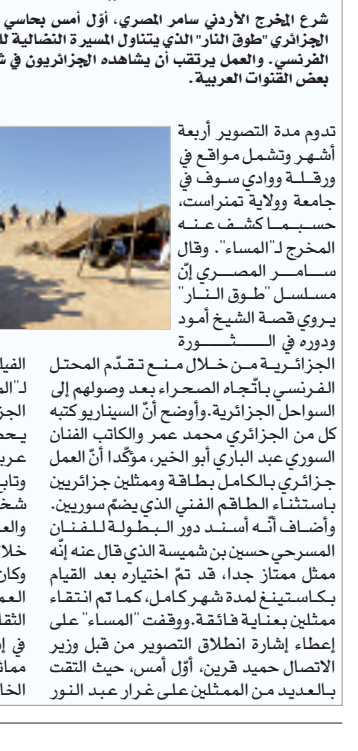 شرع المخرج الأردني سامر المصري، أوّل أمس بحاسي
الجزائري "طوق النار" الذي يتناول المسيرة النضالية لل
الفرنسي. والعمل يرتقب أن يشاهده الجزائريون في ش
بعض القنوات العربية.
تدوم مدة التصوير أربعة
أشهر وتشمل مواقع في
ورقلة ووادي سوف في
جامعة وولاية تمنراست،
حسبما كشف عنه
المخرج لـ"المساء". وقال
سامر المصري إنّ
مسلسل "طوق النار"
يروي قصة الشيخ أمود
ودوره في الثورة
الجزائرية من خلال منع تقدّم المحتل
الفرنسي باتّجاه الصحراء بعد وصولهم إلى
السواحل الجزائرية.وأوضح أنّ السيناريو كتبه
كل من الجزائري محمد عمر والكاتب الفنان
السوري عبد الباري أبو الخير، مؤكّدا أنّ العمل
جزائري بالكامل بطاقة وممثلين جزائريين
باستثناء الطاقم الفني الذي يضمّ سوريين.
وأضاف أنّه أسند دور البطولة للفنان
المسرحي حسين بن شميسة الذي قال عنه إنّه
ممثل ممتاز جدا، قد تمّ اختياره بعد القيام
بكاستينغ لمدة شهر كامل، كما تم انتقاء
ممثلين بعناية فائقة.ووقفت "المساء" على
إعطاء إشارة انطلاق التصوير من قبل وزير
الاتصال حميد قرين، أوّل أمس، حيث التقت
بالعديد من الممثلين على غرار عبد النور
الفيل
لـ"الم
الجز
يحض
عربـ
وتابع
شخـ
والعـ
خلا
وكان
العم
الثقا
في إ
مماث
الخا